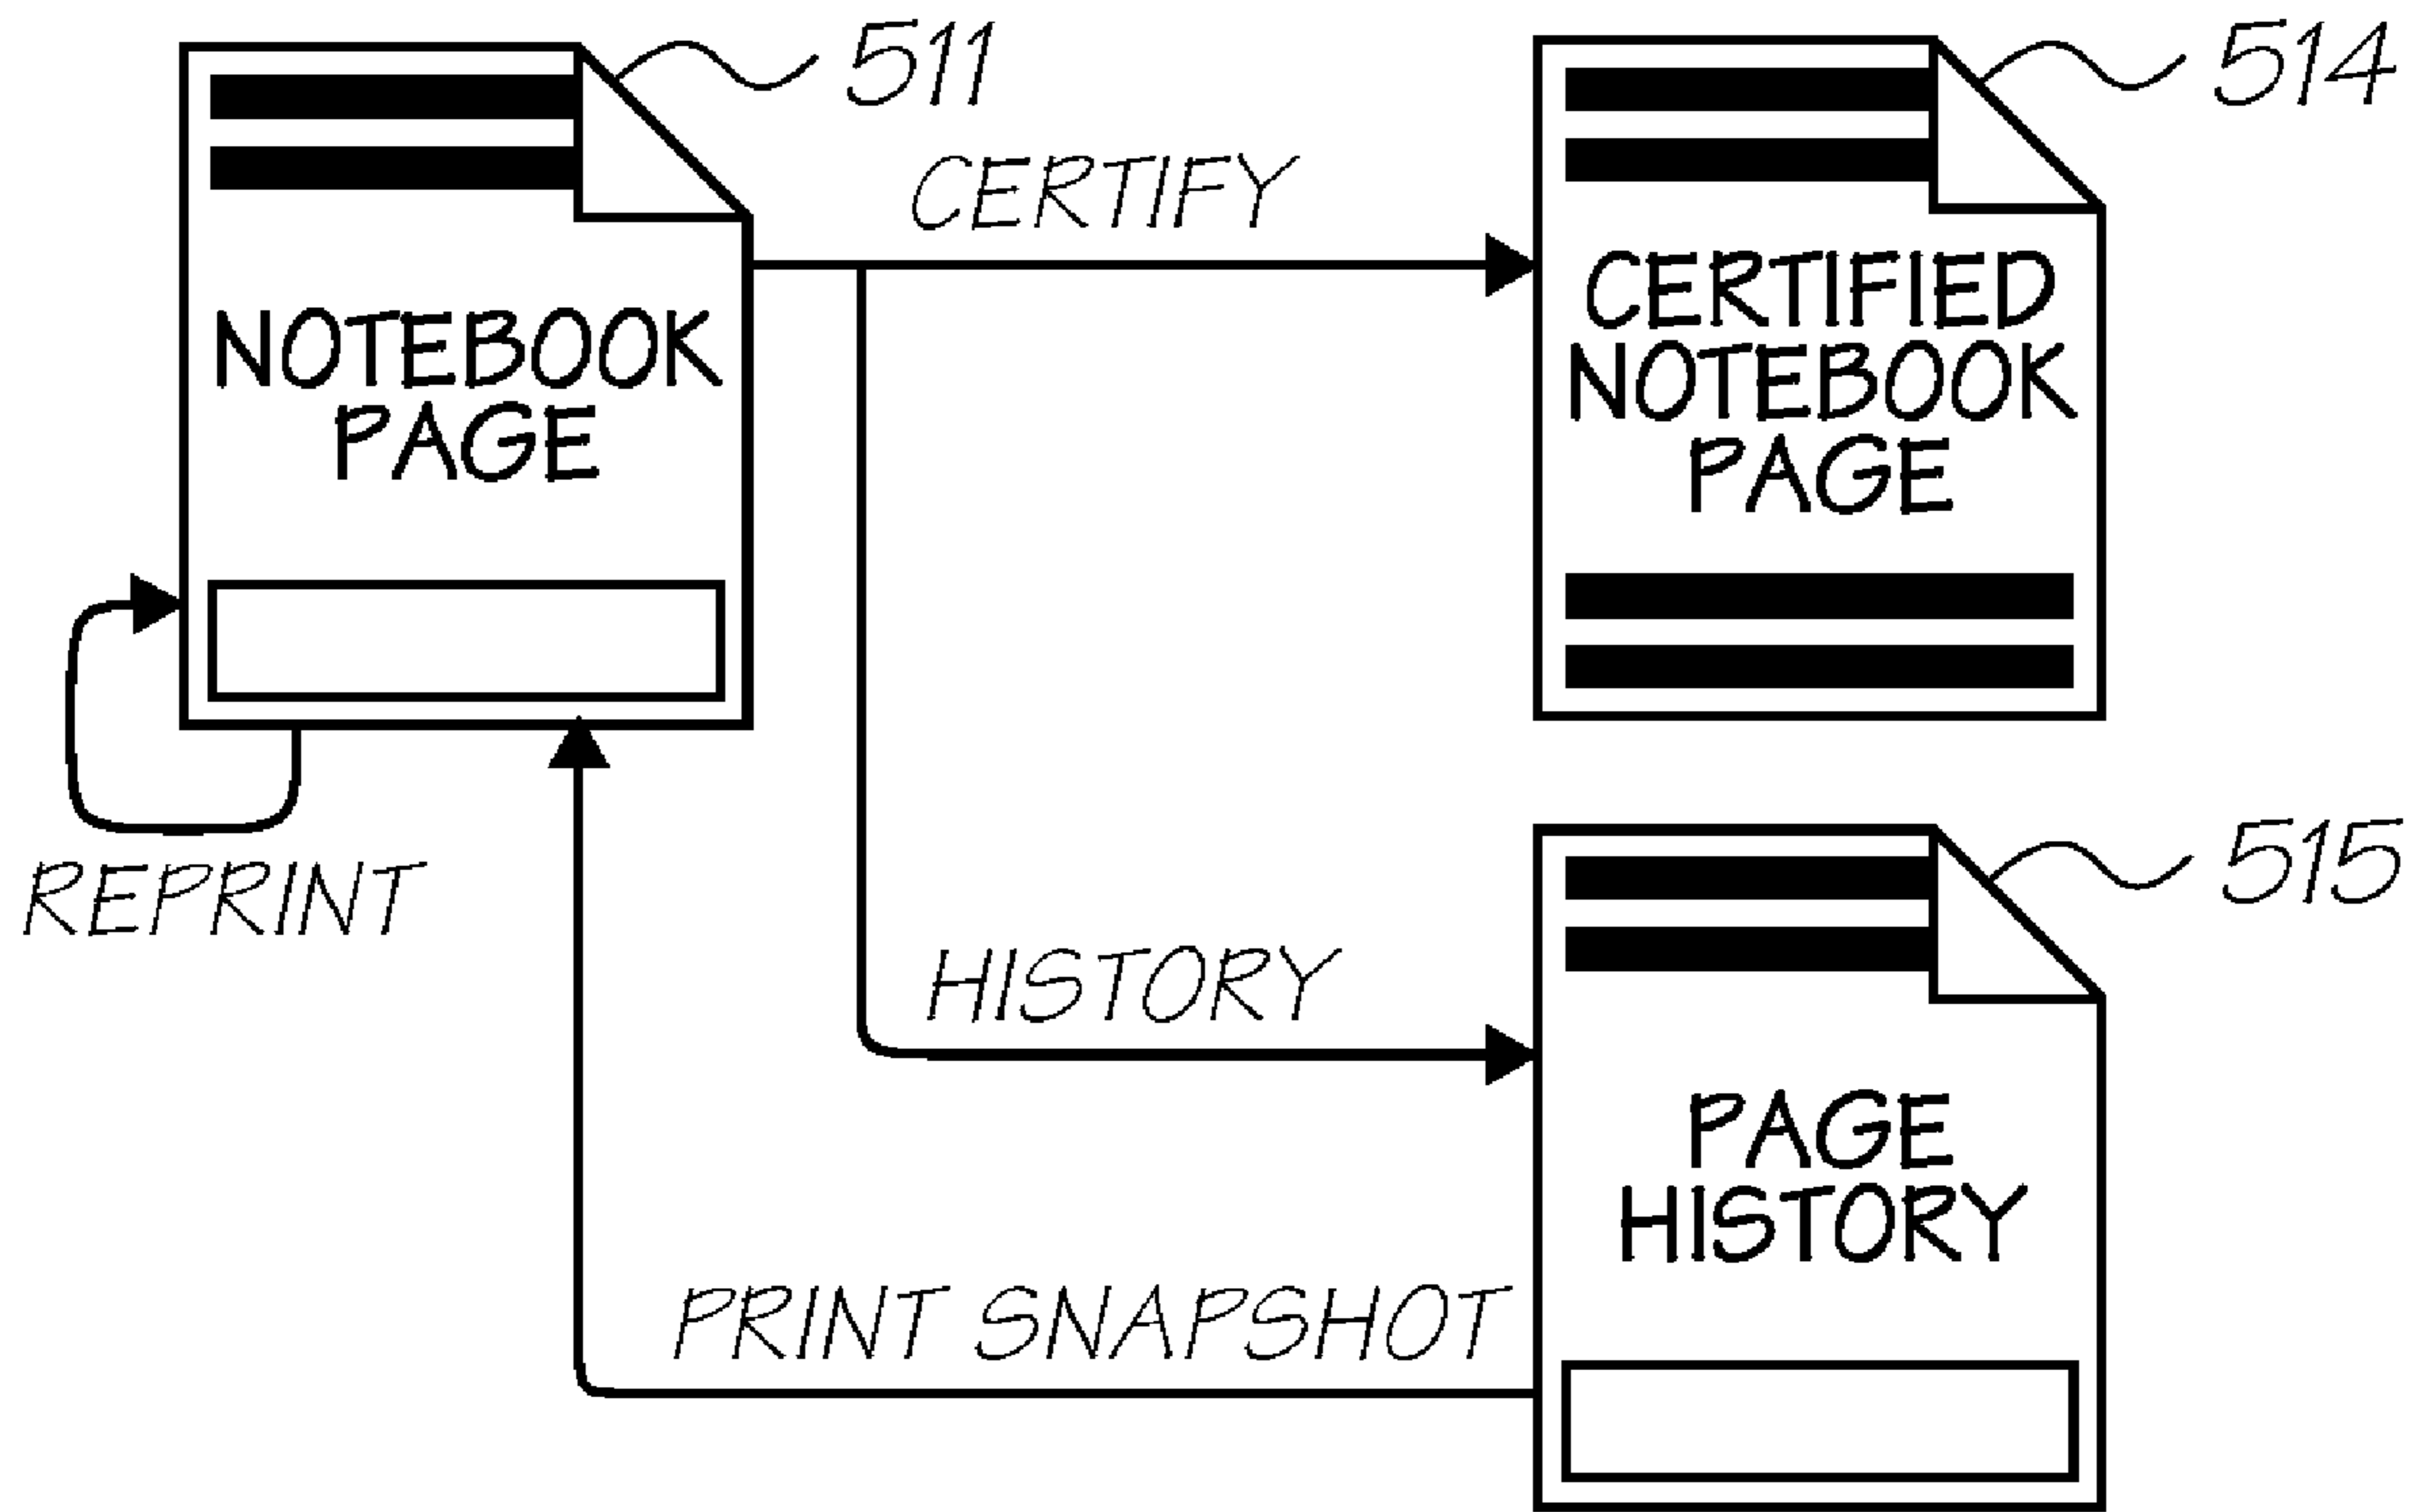 511
514
CERTIFY
NOTEBOOK
PAGE
CERTIFIED
NOTEBOOK
PAGE
REPRINT
515
HISTORY
PAGE
HISTORY
PRINT SNAPSHOT